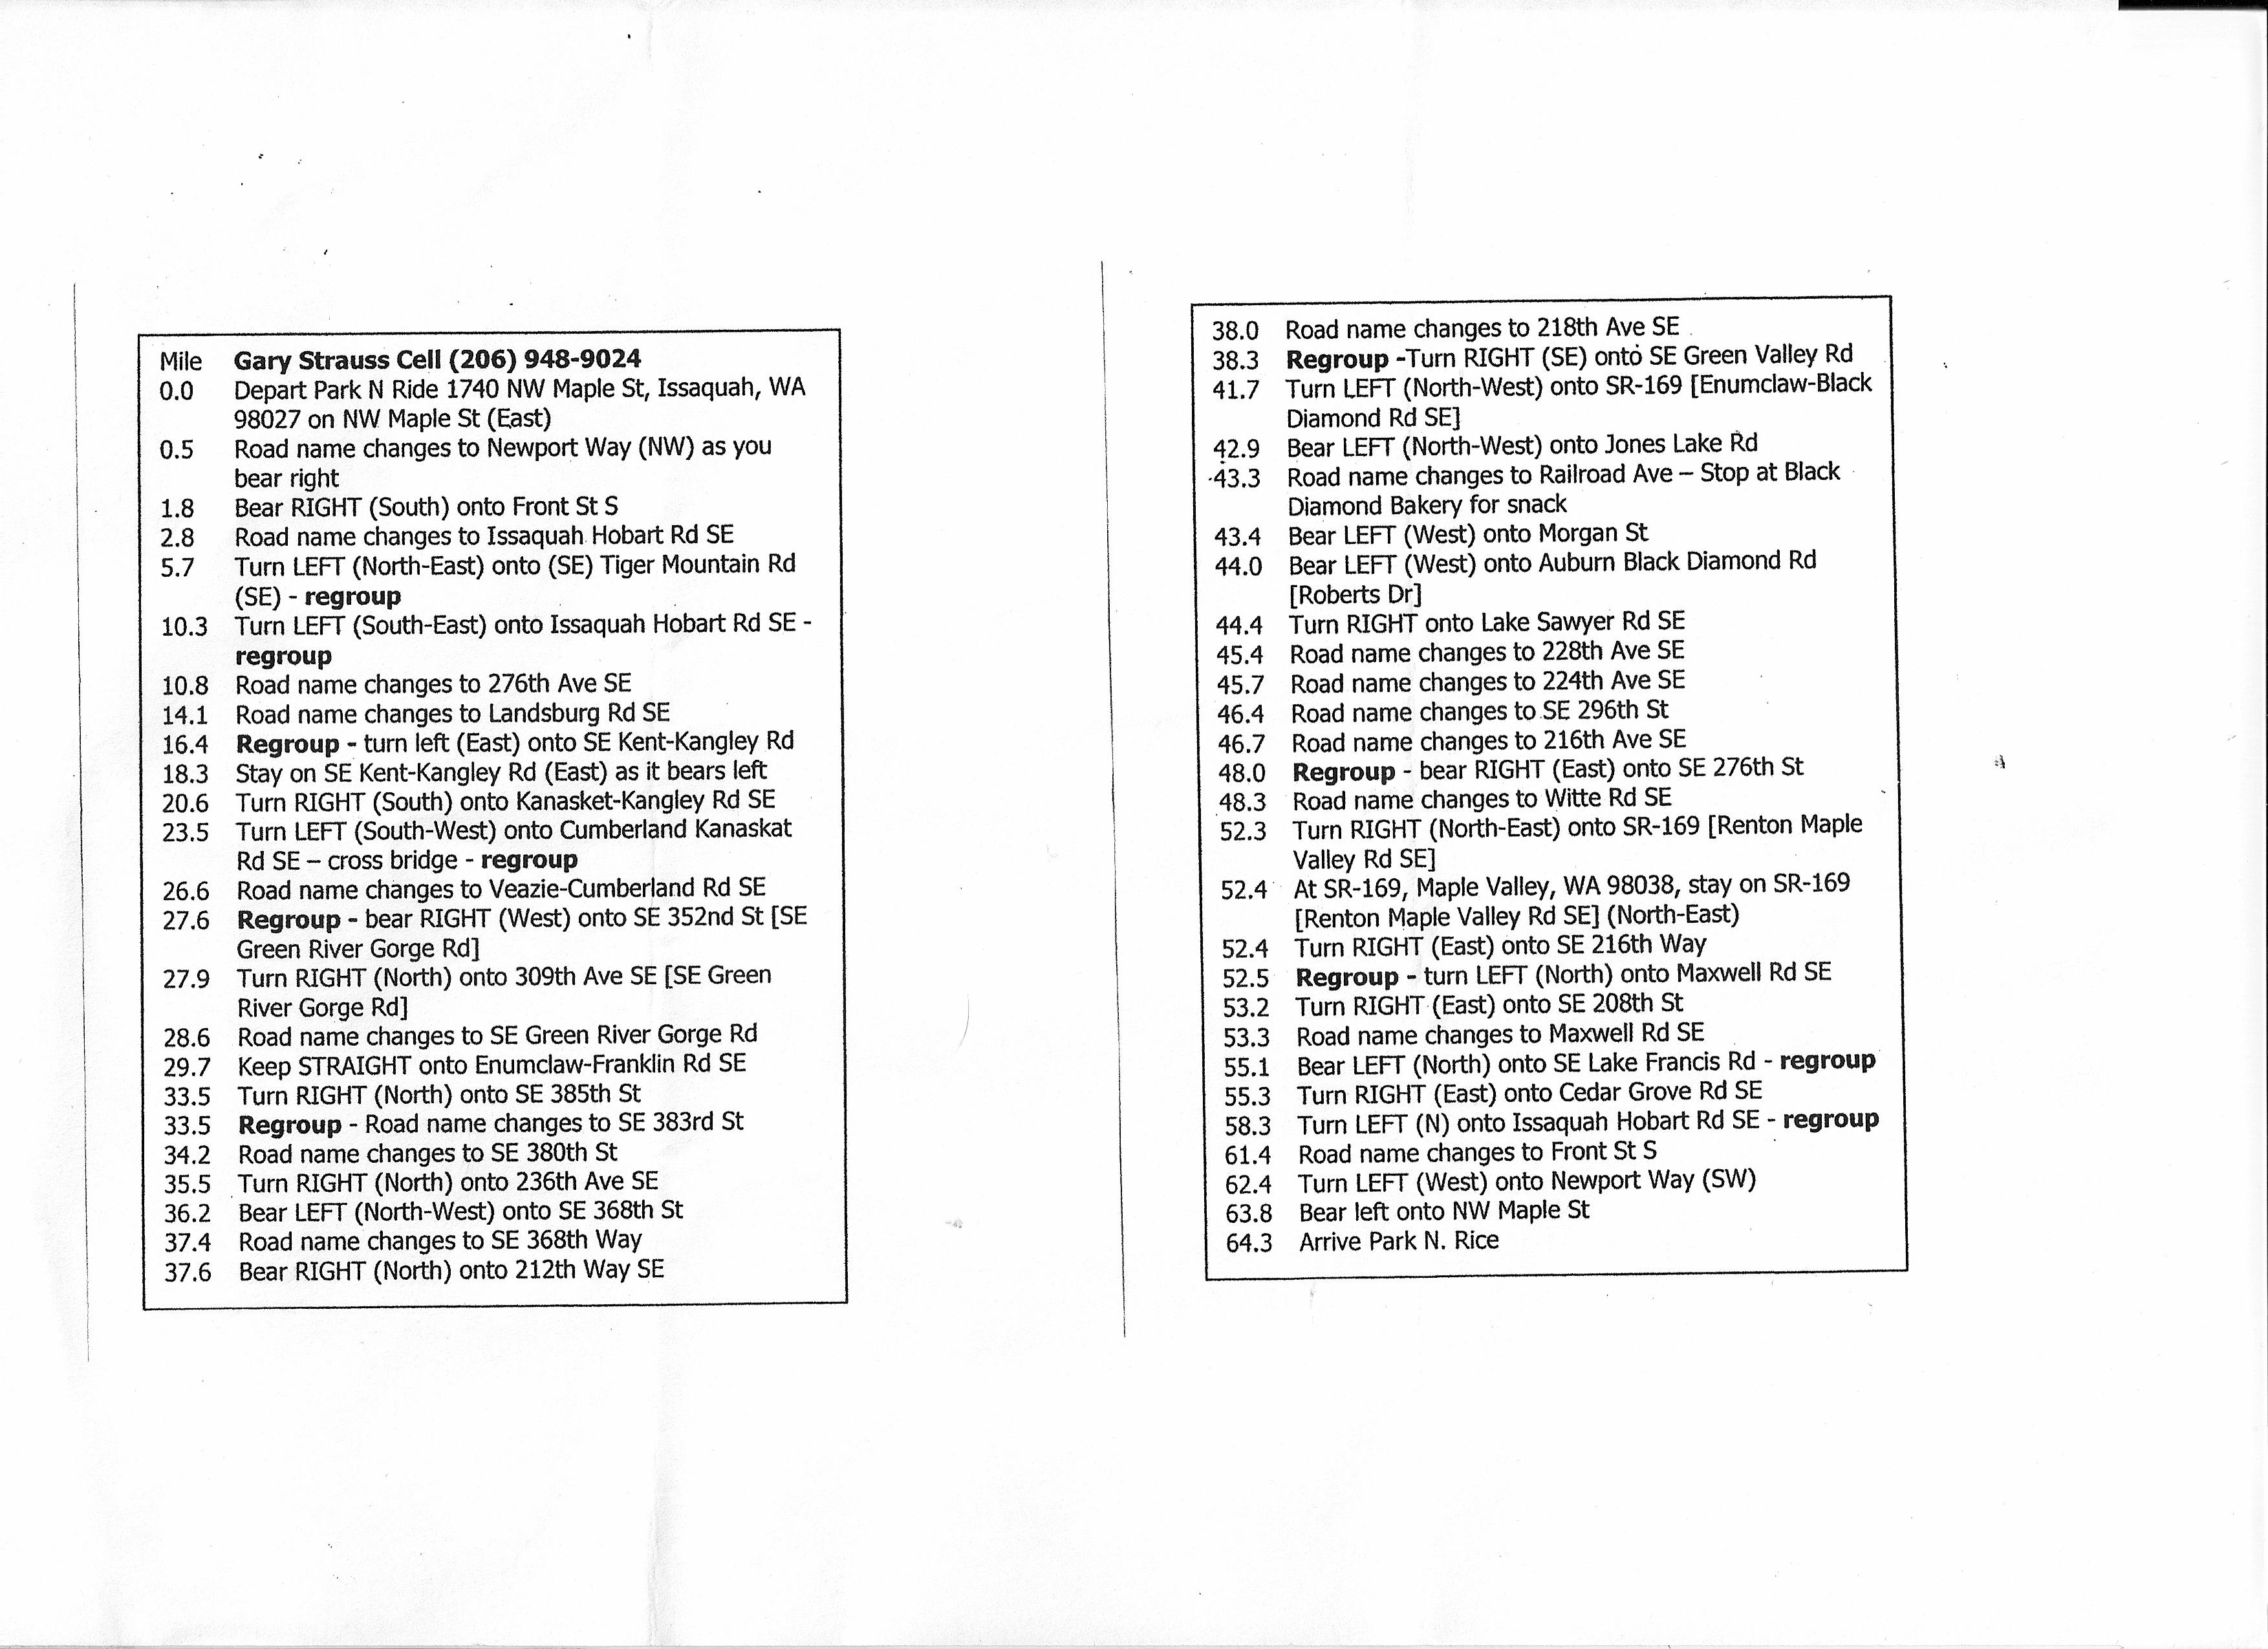 Mile Gary Strauss Cell (206) 948-9024
0.0 Depart Park N Ride 1740 NW Maple St, Issaquah, WA
98027 on NW Maple St (East)
0.5 Road name changes to Newport Way (NW) as you
bear right
1.8 Bear RIGHT (South) onto Front St S
2.8 Road name changes to Issaquah Hobart Rd SE
5.7 Turn LEFT (North-East) onto (SE) Tiger Mountain Rd
(SE) - regroup
10.3 Turn LEFT (South-East) onto Issaquah Hobart Rd SE -
regroup
10.8 Road name changes to 276th Ave SE
14.1 Road name changes to Landsburg Rd SE
16.4 Regroup - turn left (East) onto SE Kent-Kangley Rd
18.3 Stay on SE Kent-Kangley Rd (East) as it bears left
20.6 Turn RIGHT (South) onto Kanasket-Kangley Rd SE
23.5 Turn LEFT (South-West) onto Cumberland Kanaskat
Rd SE – cross bridge - regroup
26.6 Road name changes to Veazie-Cumberland Rd SE
27.6 Regroup - bear RIGHT (West) onto SE 352nd St [SE
Green River Gorge Rd]
27.9 Turn RIGHT (North) onto 309th Ave SE [SE Green
River Gorge Rd]
28.6 Road name changes to SE Green River Gorge Rd
29.7 Keep STRAIGHT onto Enumclaw-Franklin Rd SE
33.5 Turn RIGHT (North) onto SE 385th St
33.5 Regroup - Road name changes to SE 383rd St
34.2 Road name changes to SE 380th St
35.5 Turn RIGHT (North) onto 236th Ave SE
36.2 Bear LEFT (North-West) onto SE 368th St
37.4 Road name changes to SE 368th Way
37.6 Bear RIGHT (North) onto 212th Way SE
38.0 Road name changes to 218th Ave SE
38.3 Regroup -Turn RIGHT (SE) onto SE Green Valley Rd
41.7 Turn LEFT (North-West) onto SR-169 [Enumclaw-Black
Diamond Rd SE]
42.9 Bear LEFT (North-West) onto Jones Lake Rd
43.3 Road name changes to Railroad Ave – Stop at Black
Diamond Bakery for snack
43.4 Bear LEFT (West) onto Morgan St
44.0 Bear LEFT (West) onto Auburn Black Diamond Rd
[Roberts Dr]
44.4 Turn RIGHT onto Lake Sawyer Rd SE
45.4 Road name changes to 228th Ave SE
45.7 Road name changes to 224th Ave SE
46.4 Road name changes to SE 296th St
46.7 Road name changes to 216th Ave SE
48.0 Regroup - bear RIGHT (East) onto SE 276th St
48.3 Road name changes to Witte Rd SE
52.3 Turn RIGHT (North-East) onto SR-169 [Renton Maple
Valley Rd SE]
52.4 At SR-169, Maple Valley, WA 98038, stay on SR-169
[Renton Maple Valley Rd SE] (North-East)
52.4 Turn RIGHT (East) onto SE 216th Way
52.5 Regroup - turn LEFT (North) onto Maxwell Rd SE
53.2 Turn RIGHT (East) onto SE 208th St
53.3 Road name changes to Maxwell Rd SE
55.1 Bear LEFT (North) onto SE Lake Francis Rd - regroup
55.3 Turn RIGHT (East) onto Cedar Grove Rd SE
58.3 Turn LEFT (N) onto Issaquah Hobart Rd SE - regroup
61.4 Road name changes to Front St S
62.4 Turn LEFT (West) onto Newport Way (SW)
63.8 Bear left onto NW Maple St
64.3 Arrive Park N. Rice